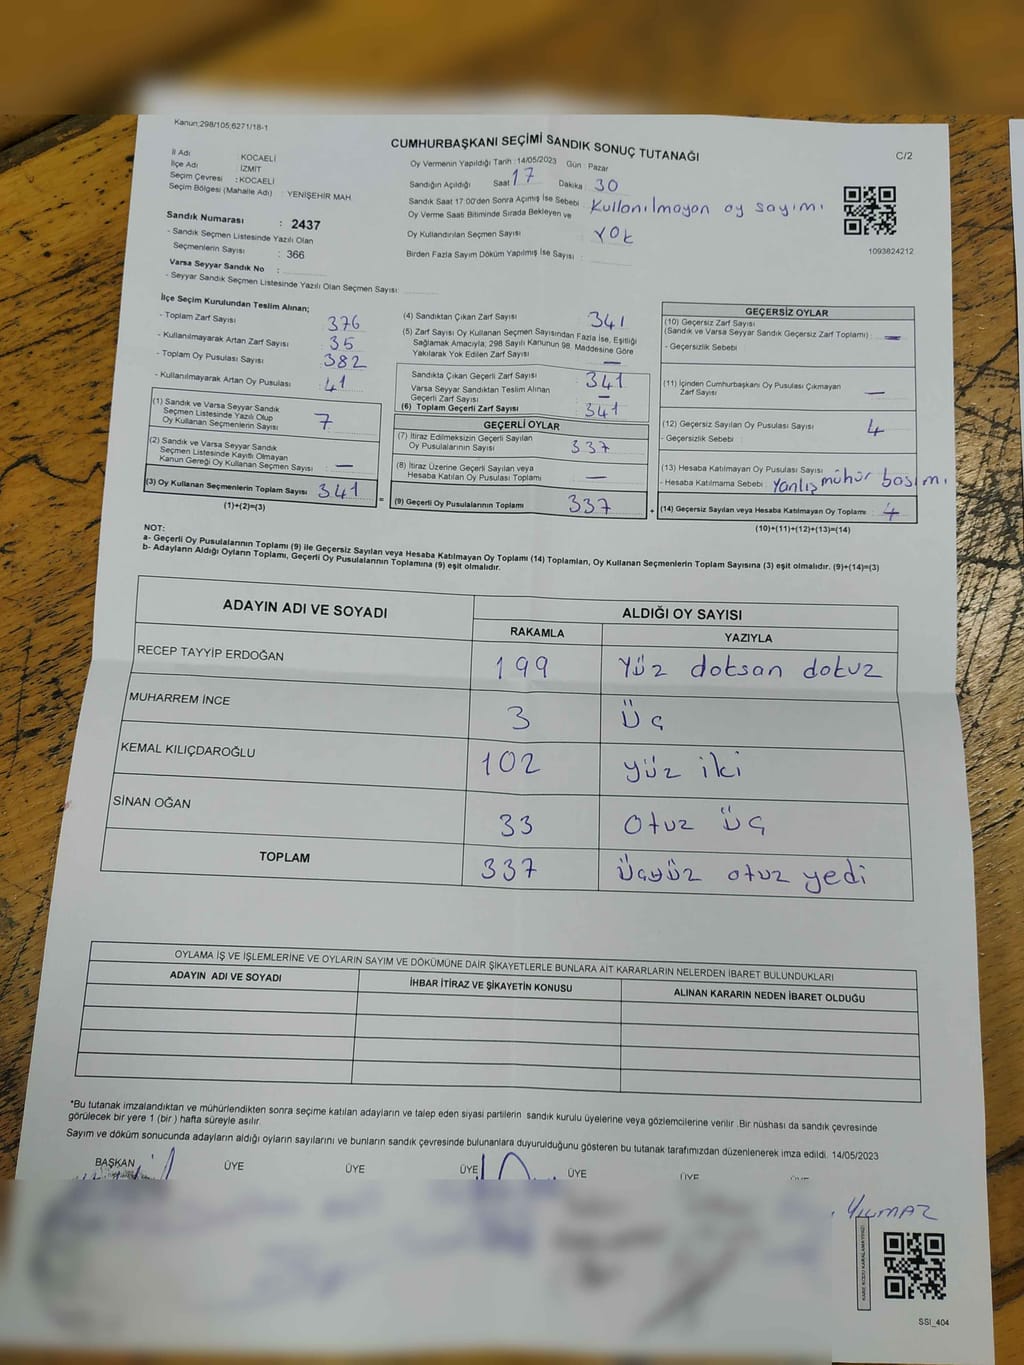 Kanun;298/105;6271/18-1
CUMHURBAŞKANI SEÇİMİ SANDIK SONUÇ TUTANAĞI
C/2
İl Adı : KOCAELİ
İlçe Adı : İZMİT
Seçim Çevresi : KOCAELİ
Seçim Bölgesi (Mahalle Adı) : YENİŞEHİR MAH.
Sandık Numarası : 2437
- Sandık Seçmen Listesinde Yazılı Olan
Seçmenlerin Sayısı : 366
Varsa Seyyar Sandık No :
- Seyyar Sandık Seçmen Listesinde Yazılı Olan Seçmen Sayısı:
Oy Vermenin Yapıldığı Tarih : 14/05/2023 Gün : Pazar
Sandığın Açıldığı Saat 17 Dakika 30
Sandık Saat 17:00'den Sonra Açımış İse Sebebi : Kullanılmayan oy sayımı
Oy Verme Saati Bitiminde Sırada Bekleyen ve
Oy Kullandırılan Seçmen Sayısı : YOK
Birden Fazla Sayım Döküm Yapılmış İse Sayısı :
1093824212
İlçe Seçim Kurulundan Teslim Alınan;
- Toplam Zarf Sayısı : 376
- Kullanılmayarak Artan Zarf Sayısı : 35
- Toplam Oy Pusulası Sayısı : 382
- Kullanılmayarak Artan Oy Pusulası : 41
(1) Sandık ve Varsa Seyyar Sandık
Seçmen Listesinde Yazılı Olup
Oy Kullanan Seçmenlerin Sayısı : 7
(2) Sandık ve Varsa Seyyar Sandık
Seçmen Listesinde Kayıtlı Olmayan
Kanun Gereği Oy Kullanan Seçmen Sayısı : —
(3) Oy Kullanan Seçmenlerin Toplam Sayısı : 341
(1)+(2)=(3)
(4) Sandıktan Çıkan Zarf Sayısı : 341
(5) Zarf Sayısı Oy Kullanan Seçmen Sayısından Fazla İse, Eşitliği
Sağlamak Amacıyla, 298 Sayılı Kanunun 98. Maddesine Göre
Yakılarak Yok Edilen Zarf Sayısı : —
Sandıkta Çıkan Geçerli Zarf Sayısı : 341
Varsa Seyyar Sandıktan Teslim Alınan
Geçerli Zarf Sayısı : —
(6) Toplam Geçerli Zarf Sayısı : 341
GEÇERLİ OYLAR
(7) İtiraz Edilmeksizin Geçerli Sayılan
Oy Pusulalarının Sayısı : 337
(8) İtiraz Üzerine Geçerli Sayılan veya
Hesaba Katılan Oy Pusulası Toplamı : —
(9) Geçerli Oy Pusulalarının Toplamı : 337
GEÇERSİZ OYLAR
(10) Geçersiz Zarf Sayısı
(Sandık ve Varsa Seyyar Sandık Geçersiz Zarf Toplamı) : —
- Geçersizlik Sebebi :
(11) İçinden Cumhurbaşkanı Oy Pusulası Çıkmayan
Zarf Sayısı : —
(12) Geçersiz Sayılan Oy Pusulası Sayısı : 4
- Geçersizlik Sebebi :
(13) Hesaba Katılmayan Oy Pusulası Sayısı :
- Hesaba Katılmama Sebebi : Yanlış mühür basımı
(14) Geçersiz Sayılan veya Hesaba Katılmayan Oy Toplamı : 4
(10)+(11)+(12)+(13)=(14)
NOT:
a- Geçerli Oy Pusulalarının Toplamı (9) ile Geçersiz Sayılan veya Hesaba Katılmayan Oy Toplamı (14) Toplamları, Oy Kullanan Seçmenlerin Toplam Sayısına (3) eşit olmalıdır. (9)+(14)=(3)
b- Adayların Aldığı Oyların Toplamı, Geçerli Oy Pusulalarının Toplamına (9) eşit olmalıdır.
ADAYIN ADI VE SOYADI ALDIĞI OY SAYISI
RAKAMLA YAZIYLA
RECEP TAYYİP ERDOĞAN 199 Yüz doksan dokuz
MUHARREM İNCE 3 Üç
KEMAL KILIÇDAROĞLU 102 yüz iki
SİNAN OĞAN 33 Otuz üç
TOPLAM 337 Üçyüz otuz yedi
OYLAMA İŞ VE İŞLEMLERİNE VE OYLARIN SAYIM VE DÖKÜMÜNE DAİR ŞİKAYETLERLE BUNLARA AİT KARARLARIN NELERDEN İBARET BULUNDUKLARI
ADAYIN ADI VE SOYADI İHBAR İTİRAZ VE ŞİKAYETİN KONUSU ALINAN KARARIN NEDEN İBARET OLDUĞU
*Bu tutanak imzalandıktan ve mühürlendikten sonra seçime katılan adayların ve talep eden siyasi partilerin sandık kurulu üyelerine veya gözlemcilerine verilir .Bir nüshası da sandık çevresinde
görülecek bir yere 1 (bir ) hafta süreyle asılır.
Sayım ve döküm sonucunda adayların aldığı oyların sayılarını ve bunların sandık çevresinde bulunanlara duyurulduğunu gösteren bu tutanak tarafımızdan düzenlenerek imza edildi. 14/05/2023
BAŞKAN ÜYE ÜYE ÜYE ÜYE ÜYE ÜYE
YILMAZ
KARE KODU KARALAMAYINIZ
SSI_404